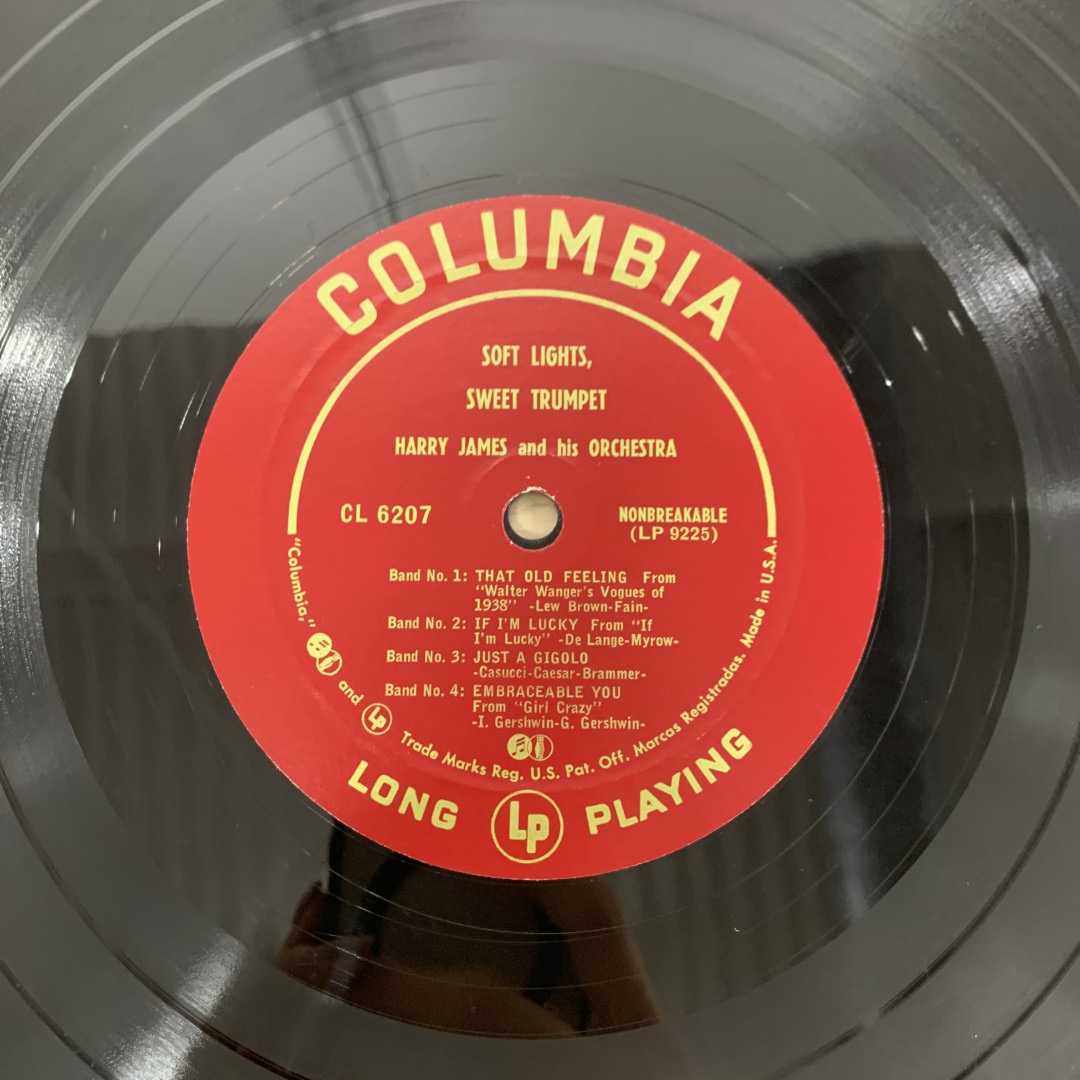 COLUMBIA
SOFT LIGHTS,
SWEET TRUMPET
HARRY JAMES and his ORCHESTRA
CL 6207
NONBREAKABLE
(LP 9225)
Band No. 1: THAT OLD FEELING From
"Walter Wanger's Vogues of
1938" -Lew Brown-Fain-
Band No. 2: IF I'M LUCKY From "If
I'm Lucky" -De Lange-Myrow-
Band No. 3: JUST A GIGOLO
-Casucci-Caesar-Brammer-
Band No. 4: EMBRACEABLE YOU
From "Girl Crazy"
-I. Gershwin-G. Gershwin-
"Columbia," and LP Trade Marks Reg. U.S. Pat. Off. Marcas Registradas. Made in U.S.A.
LONG LP PLAYING